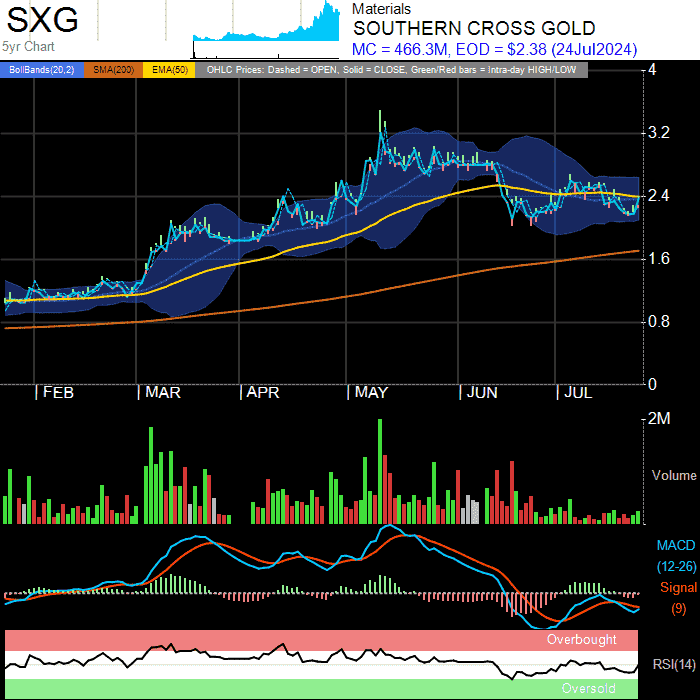 SXG
5yr Chart
Materials
SOUTHERN CROSS GOLD
MC = 466.3M, EOD = $2.38 (24Jul2024)
BollBands(20,2) SMA(200) EMA(50) OHLC Prices: Dashed = OPEN, Solid = CLOSE, Green/Red bars = Intra-day HIGH/LOW
4
3.2
2.4
1.6
0.8
0
FEB MAR APR MAY JUN JUL
2M
Volume
MACD
(12-26)
Signal
(9)
Overbought
RSI(14)
Oversold